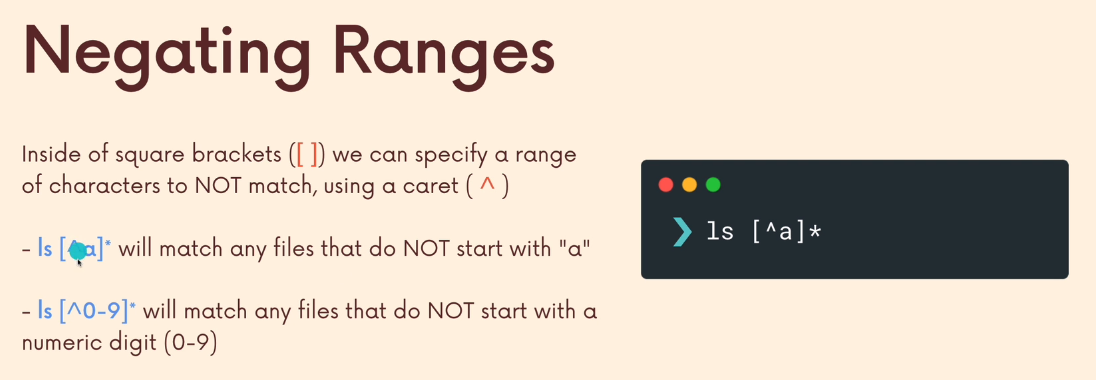 Negating Ranges
Inside of square brackets ([ ]) we can specify a range
of characters to NOT match, using a caret ( ^ )
- ls [^a]* will match any files that do NOT start with "a"
- ls [^0-9]* will match any files that do NOT start with a
numeric digit (0-9)
❯ ls [^a]*